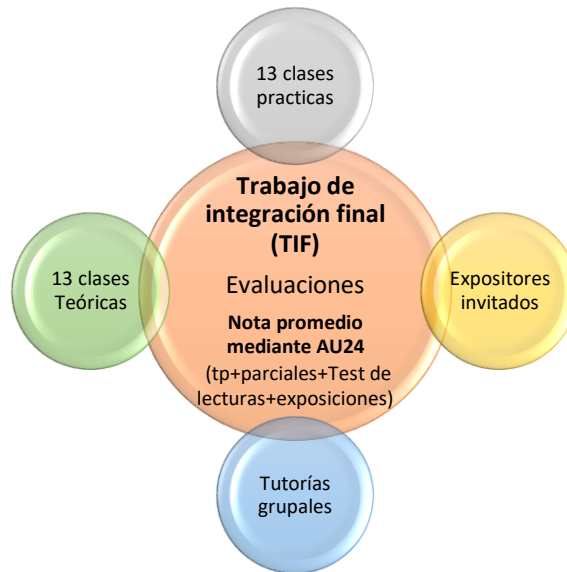 13 clases
practicas
Trabajo de
integración final
(TIF)
Evaluaciones
Nota promedio
mediante AU24
(tp+parciales+Test de
lecturas+exposiciones)
13 clases
Teóricas
Expositores
invitados
Tutorías
grupales